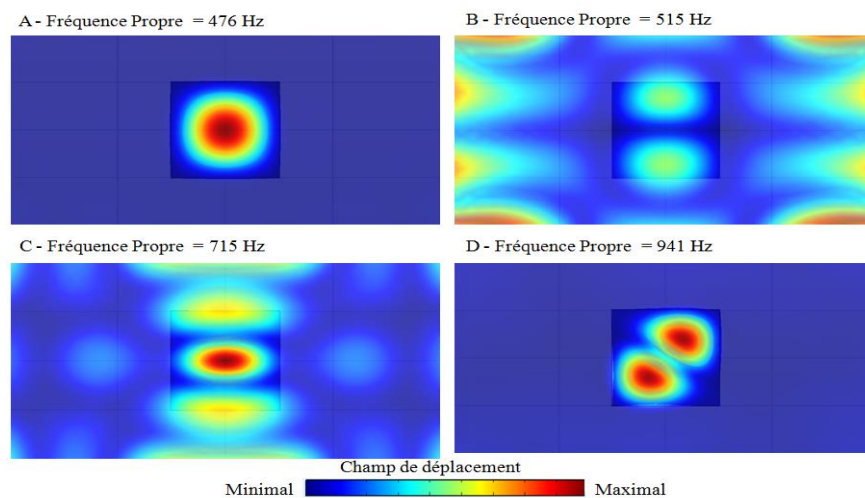 A - Fréquence Propre = 476 Hz
B - Fréquence Propre = 515 Hz
C - Fréquence Propre = 715 Hz
D - Fréquence Propre = 941 Hz
Champ de déplacement
Minimal
Maximal